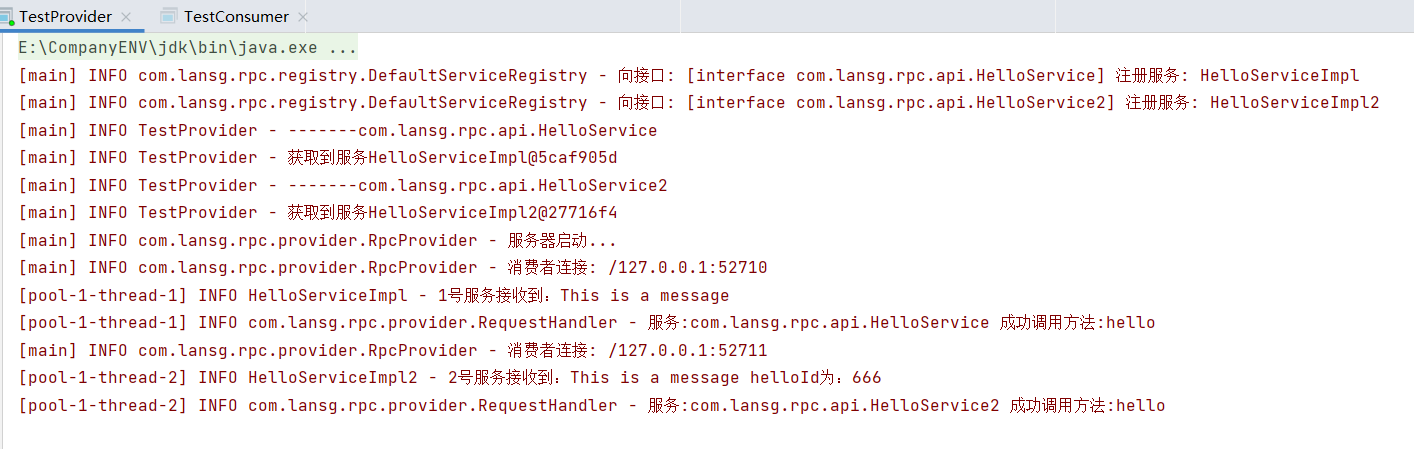 TestProvider × TestConsumer ×
E:\CompanyENV\jdk\bin\java.exe ...
[main] INFO com.lansg.rpc.registry.DefaultServiceRegistry - 向接口: [interface com.lansg.rpc.api.HelloService] 注册服务: HelloServiceImpl
[main] INFO com.lansg.rpc.registry.DefaultServiceRegistry - 向接口: [interface com.lansg.rpc.api.HelloService2] 注册服务: HelloServiceImpl2
[main] INFO TestProvider - -------com.lansg.rpc.api.HelloService
[main] INFO TestProvider - 获取到服务HelloServiceImpl@5caf905d
[main] INFO TestProvider - -------com.lansg.rpc.api.HelloService2
[main] INFO TestProvider - 获取到服务HelloServiceImpl2@27716f4
[main] INFO com.lansg.rpc.provider.RpcProvider - 服务器启动...
[main] INFO com.lansg.rpc.provider.RpcProvider - 消费者连接: /127.0.0.1:52710
[pool-1-thread-1] INFO HelloServiceImpl - 1号服务接收到：This is a message
[pool-1-thread-1] INFO com.lansg.rpc.provider.RequestHandler - 服务:com.lansg.rpc.api.HelloService 成功调用方法:hello
[main] INFO com.lansg.rpc.provider.RpcProvider - 消费者连接: /127.0.0.1:52711
[pool-1-thread-2] INFO HelloServiceImpl2 - 2号服务接收到：This is a message helloId为：666
[pool-1-thread-2] INFO com.lansg.rpc.provider.RequestHandler - 服务:com.lansg.rpc.api.HelloService2 成功调用方法:hello